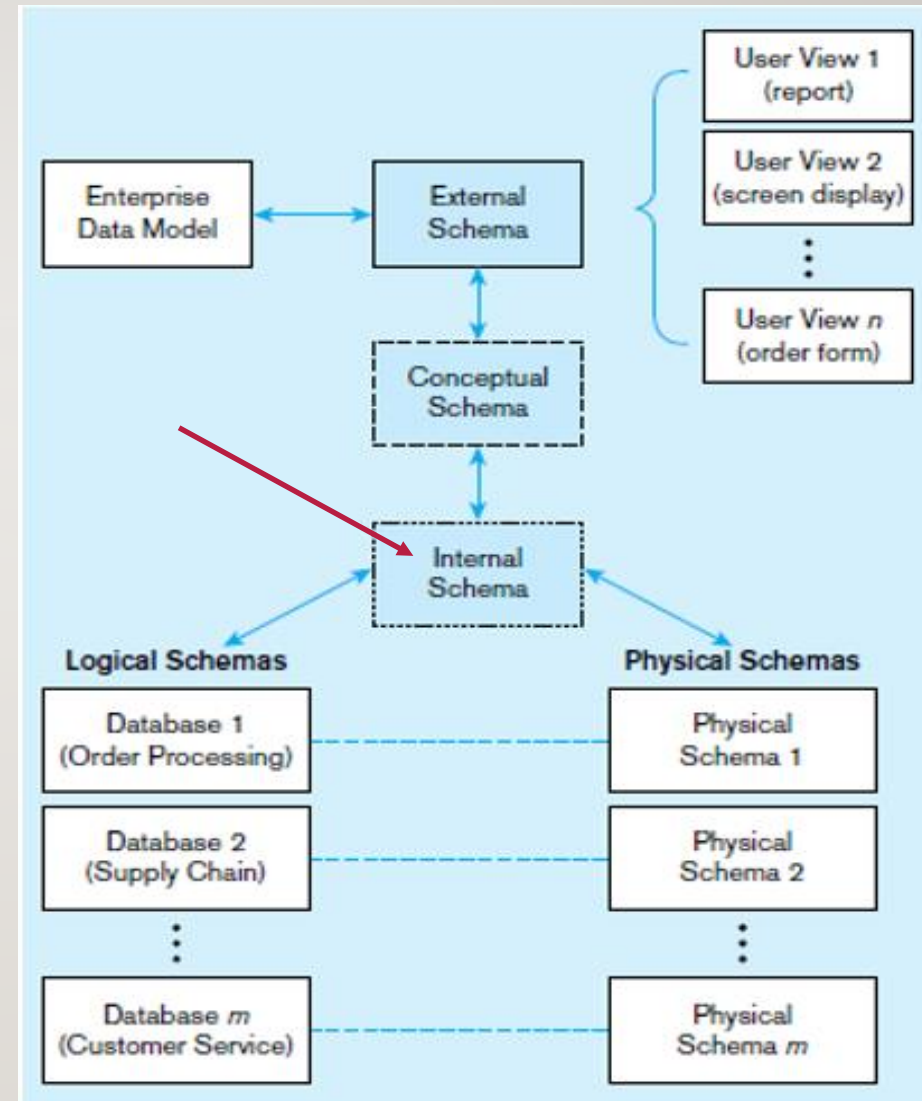 User View 1
(report)
Enterprise
Data Model
External
Schema
User View 2
(screen display)
User View n
(order form)
Conceptual
Schema
Internal
Schema
Logical Schemas
Physical Schemas
Database 1
(Order Processing)
Physical
Schema 1
Database 2
(Supply Chain)
Physical
Schema 2
Database m
(Customer Service)
Physical
Schema m